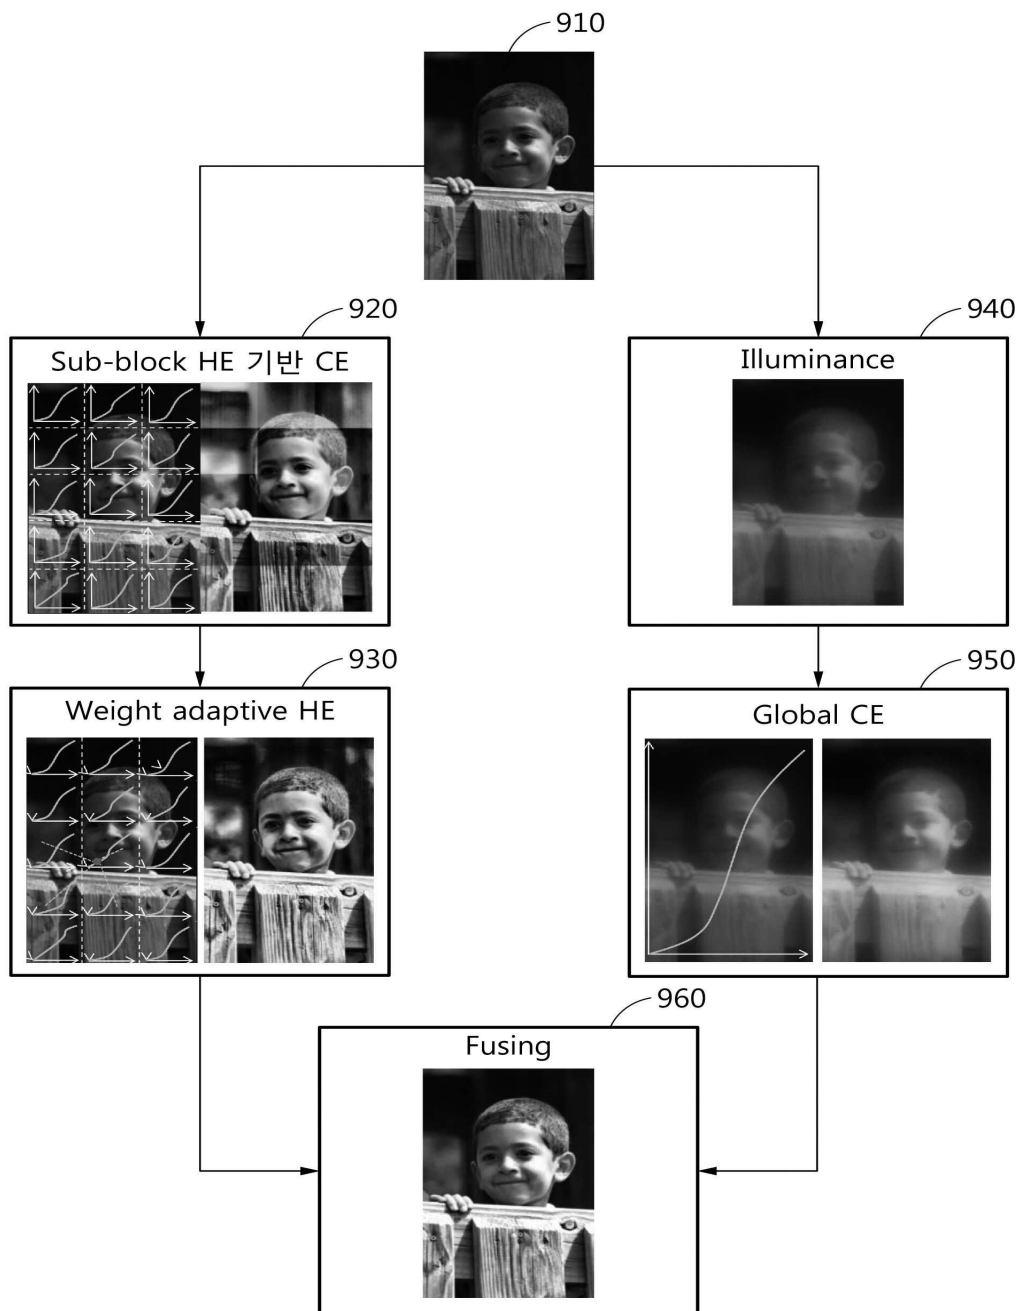 910
920
940
Sub-block HE 기반 CE
Illuminance
930
950
Weight adaptive HE
Global CE
960
Fusing